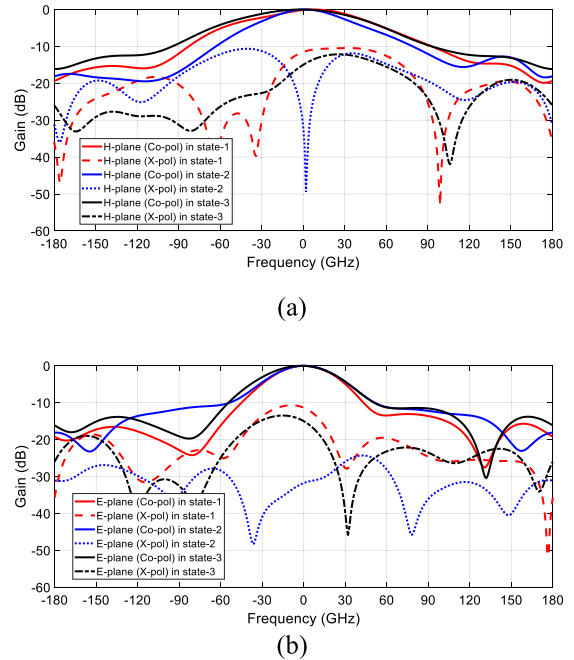 0
-10
-20
-30
-40
-50
-60
Gain (dB)
H-plane (Co-pol) in state-1
H-plane (X-pol) in state-1
H-plane (Co-pol) in state-2
H-plane (X-pol) in state-2
H-plane (Co-pol) in state-3
H-plane (X-pol) in state-3
-180 -150 -120 -90 -60 -30 0 30 60 90 120 150 180
Frequency (GHz)
(a)
0
-10
-20
-30
-40
-50
-60
Gain (dB)
E-plane (Co-pol) in state-1
E-plane (X-pol) in state-1
E-plane (Co-pol) in state-2
E-plane (X-pol) in state-2
E-plane (Co-pol) in state-3
E-plane (X-pol) in state-3
-180 -150 -120 -90 -60 -30 0 30 60 90 120 150 180
Frequency (GHz)
(b)